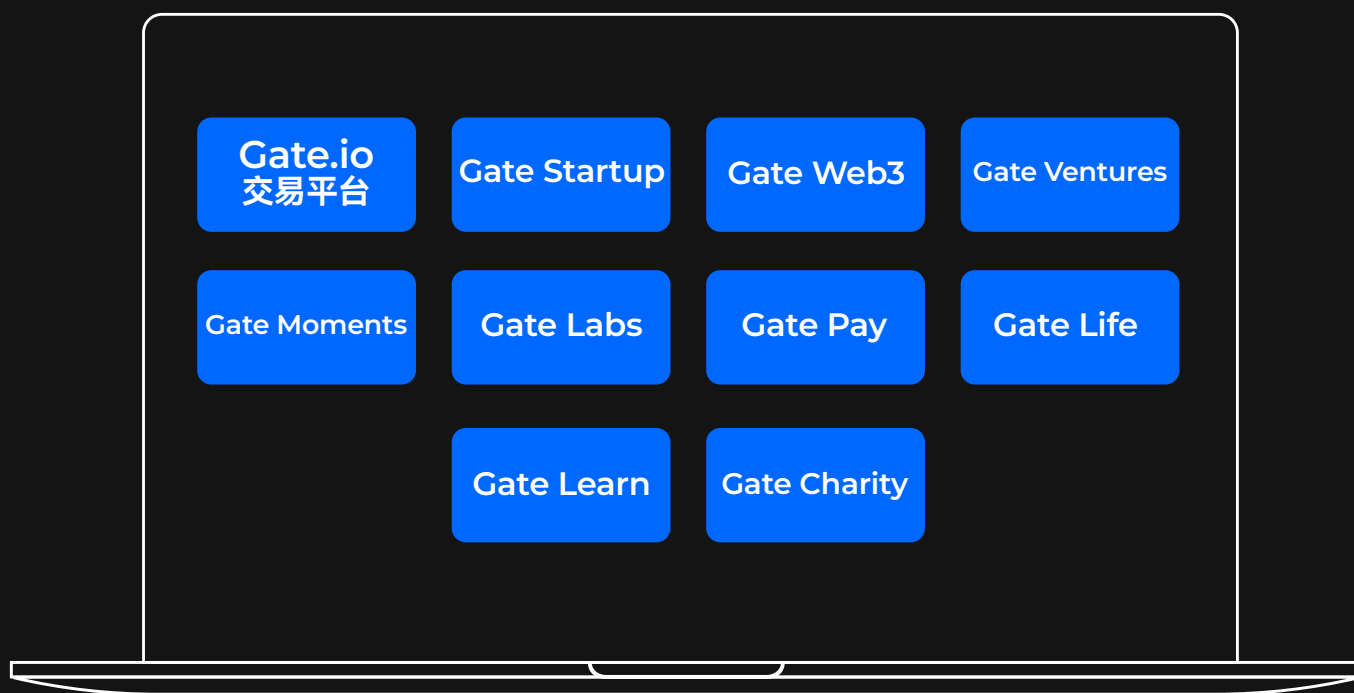 Gate.io
交易平台
Gate Startup
Gate Web3
Gate Ventures
Gate Moments
Gate Labs
Gate Pay
Gate Life
Gate Learn
Gate Charity